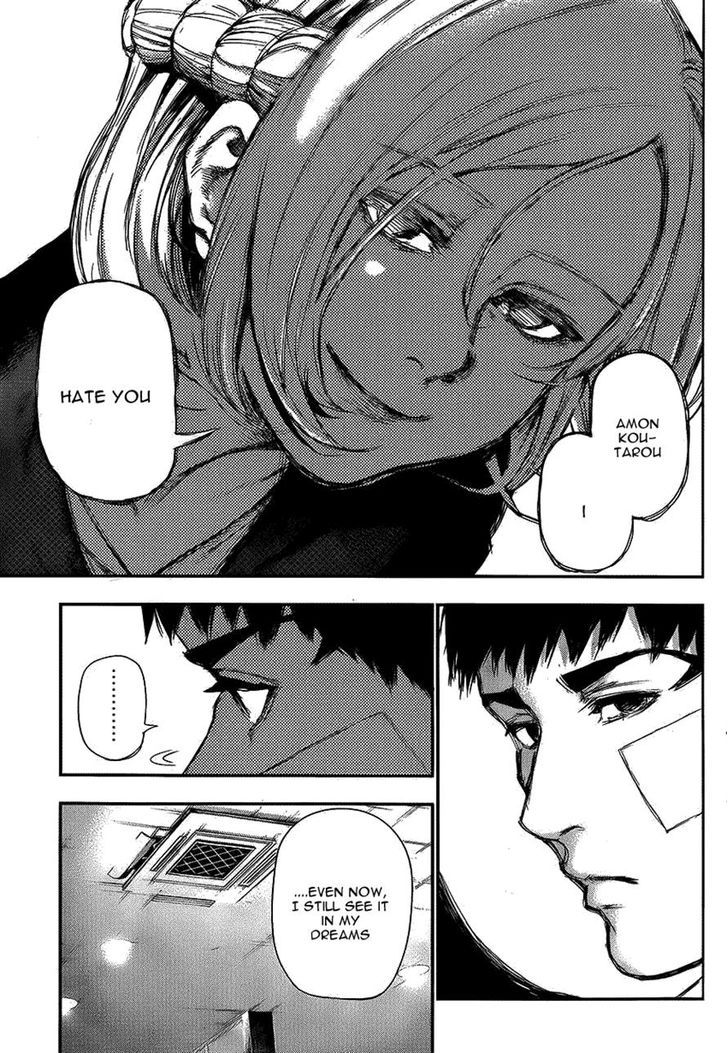 AMON
KOU-
TAROU
I
HATE YOU
.........
....EVEN NOW,
I STILL SEE IT
IN MY
DREAMS